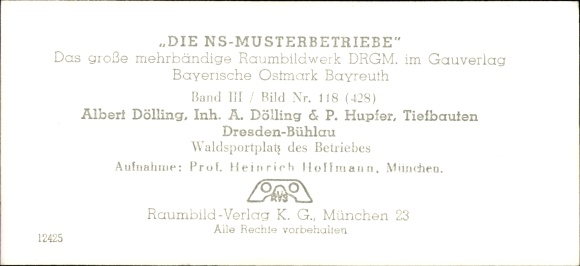 „DIE NS-MUSTERBETRIEBE”
Das große mehrbändige Raumbildwerk DRGM. im Gauverlag
Bayerische Ostmark Bayreuth
Band III / Bild Nr. 118 (428)
Albert Dölling, Inh. A. Dölling & P. Hupfer, Tiefbauten
Dresden-Bühlau
Waldsportplatz des Betriebes
Aufnahme: Prof. Heinrich Hoffmann, München.
Raumbild-Verlag K. G., München 23
Alle Rechte vorbehalten
12425